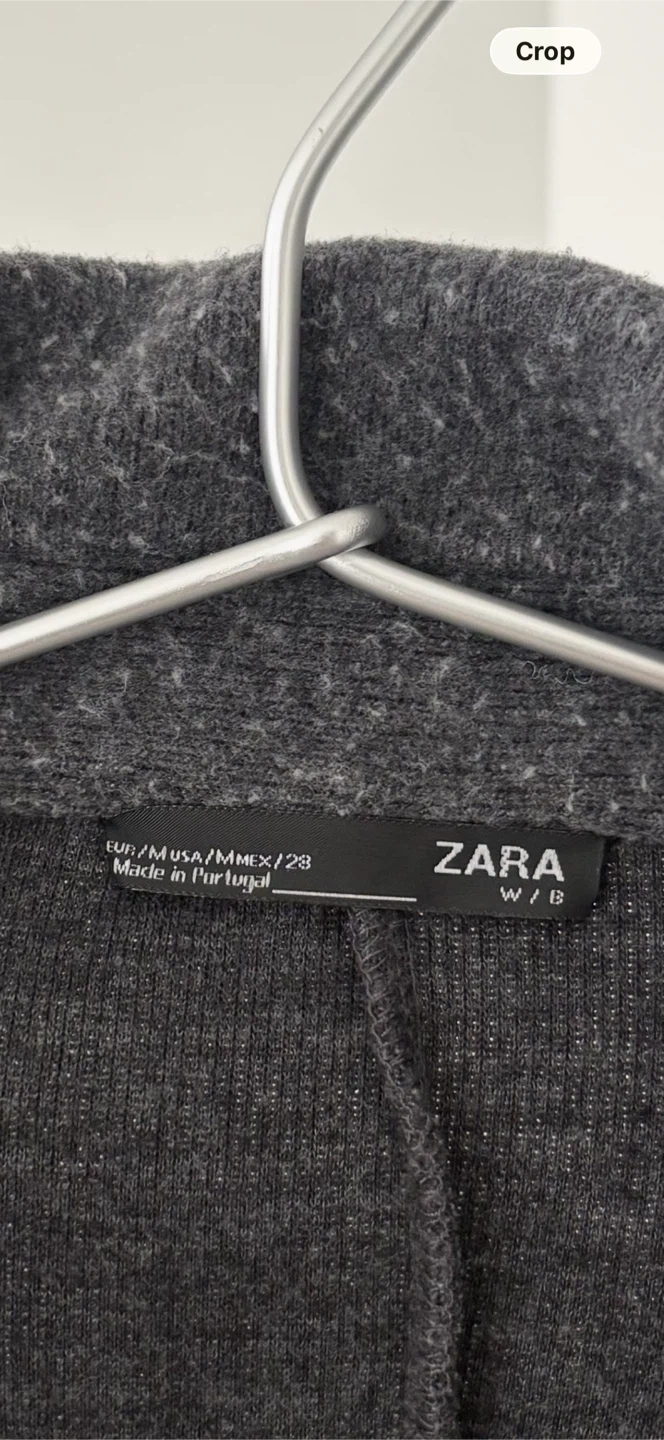 Crop
EUR/M USA/M MEX/28
Made in Portugal
ZARA
W / B